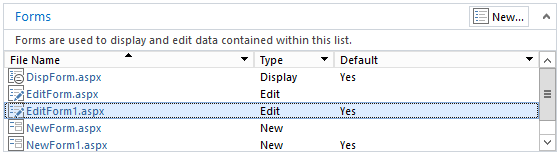 Forms
New...
Forms are used to display and edit data contained within this list.
File Name Type Default
DispForm.aspx Display Yes
EditForm.aspx Edit
EditForm1.aspx Edit Yes
NewForm.aspx New
NewForm1.aspx New Yes